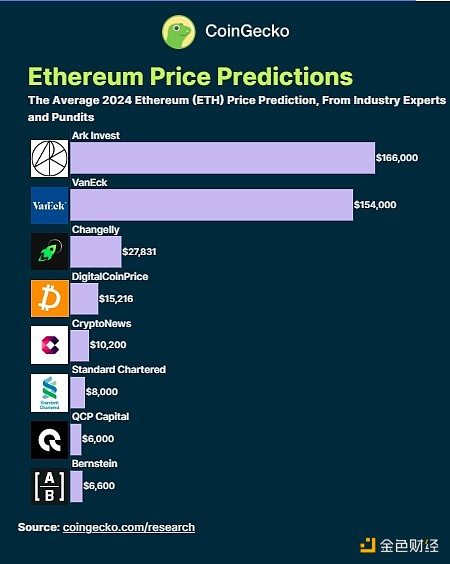 CoinGecko
Ethereum Price Predictions
The Average 2024 Ethereum (ETH) Price Prediction, From Industry Experts
and Pundits
Ark Invest
$166,000
VanEck
VanEck
$154,000
Changelly
$27,831
DigitalCoinPrice
$15,216
CryptoNews
$10,200
Standard Chartered
Standard
Chartered
$8,000
QCP Capital
$6,000
Bernstein
[A
B]
$6,600
Source: coingecko.com/research
金色财经